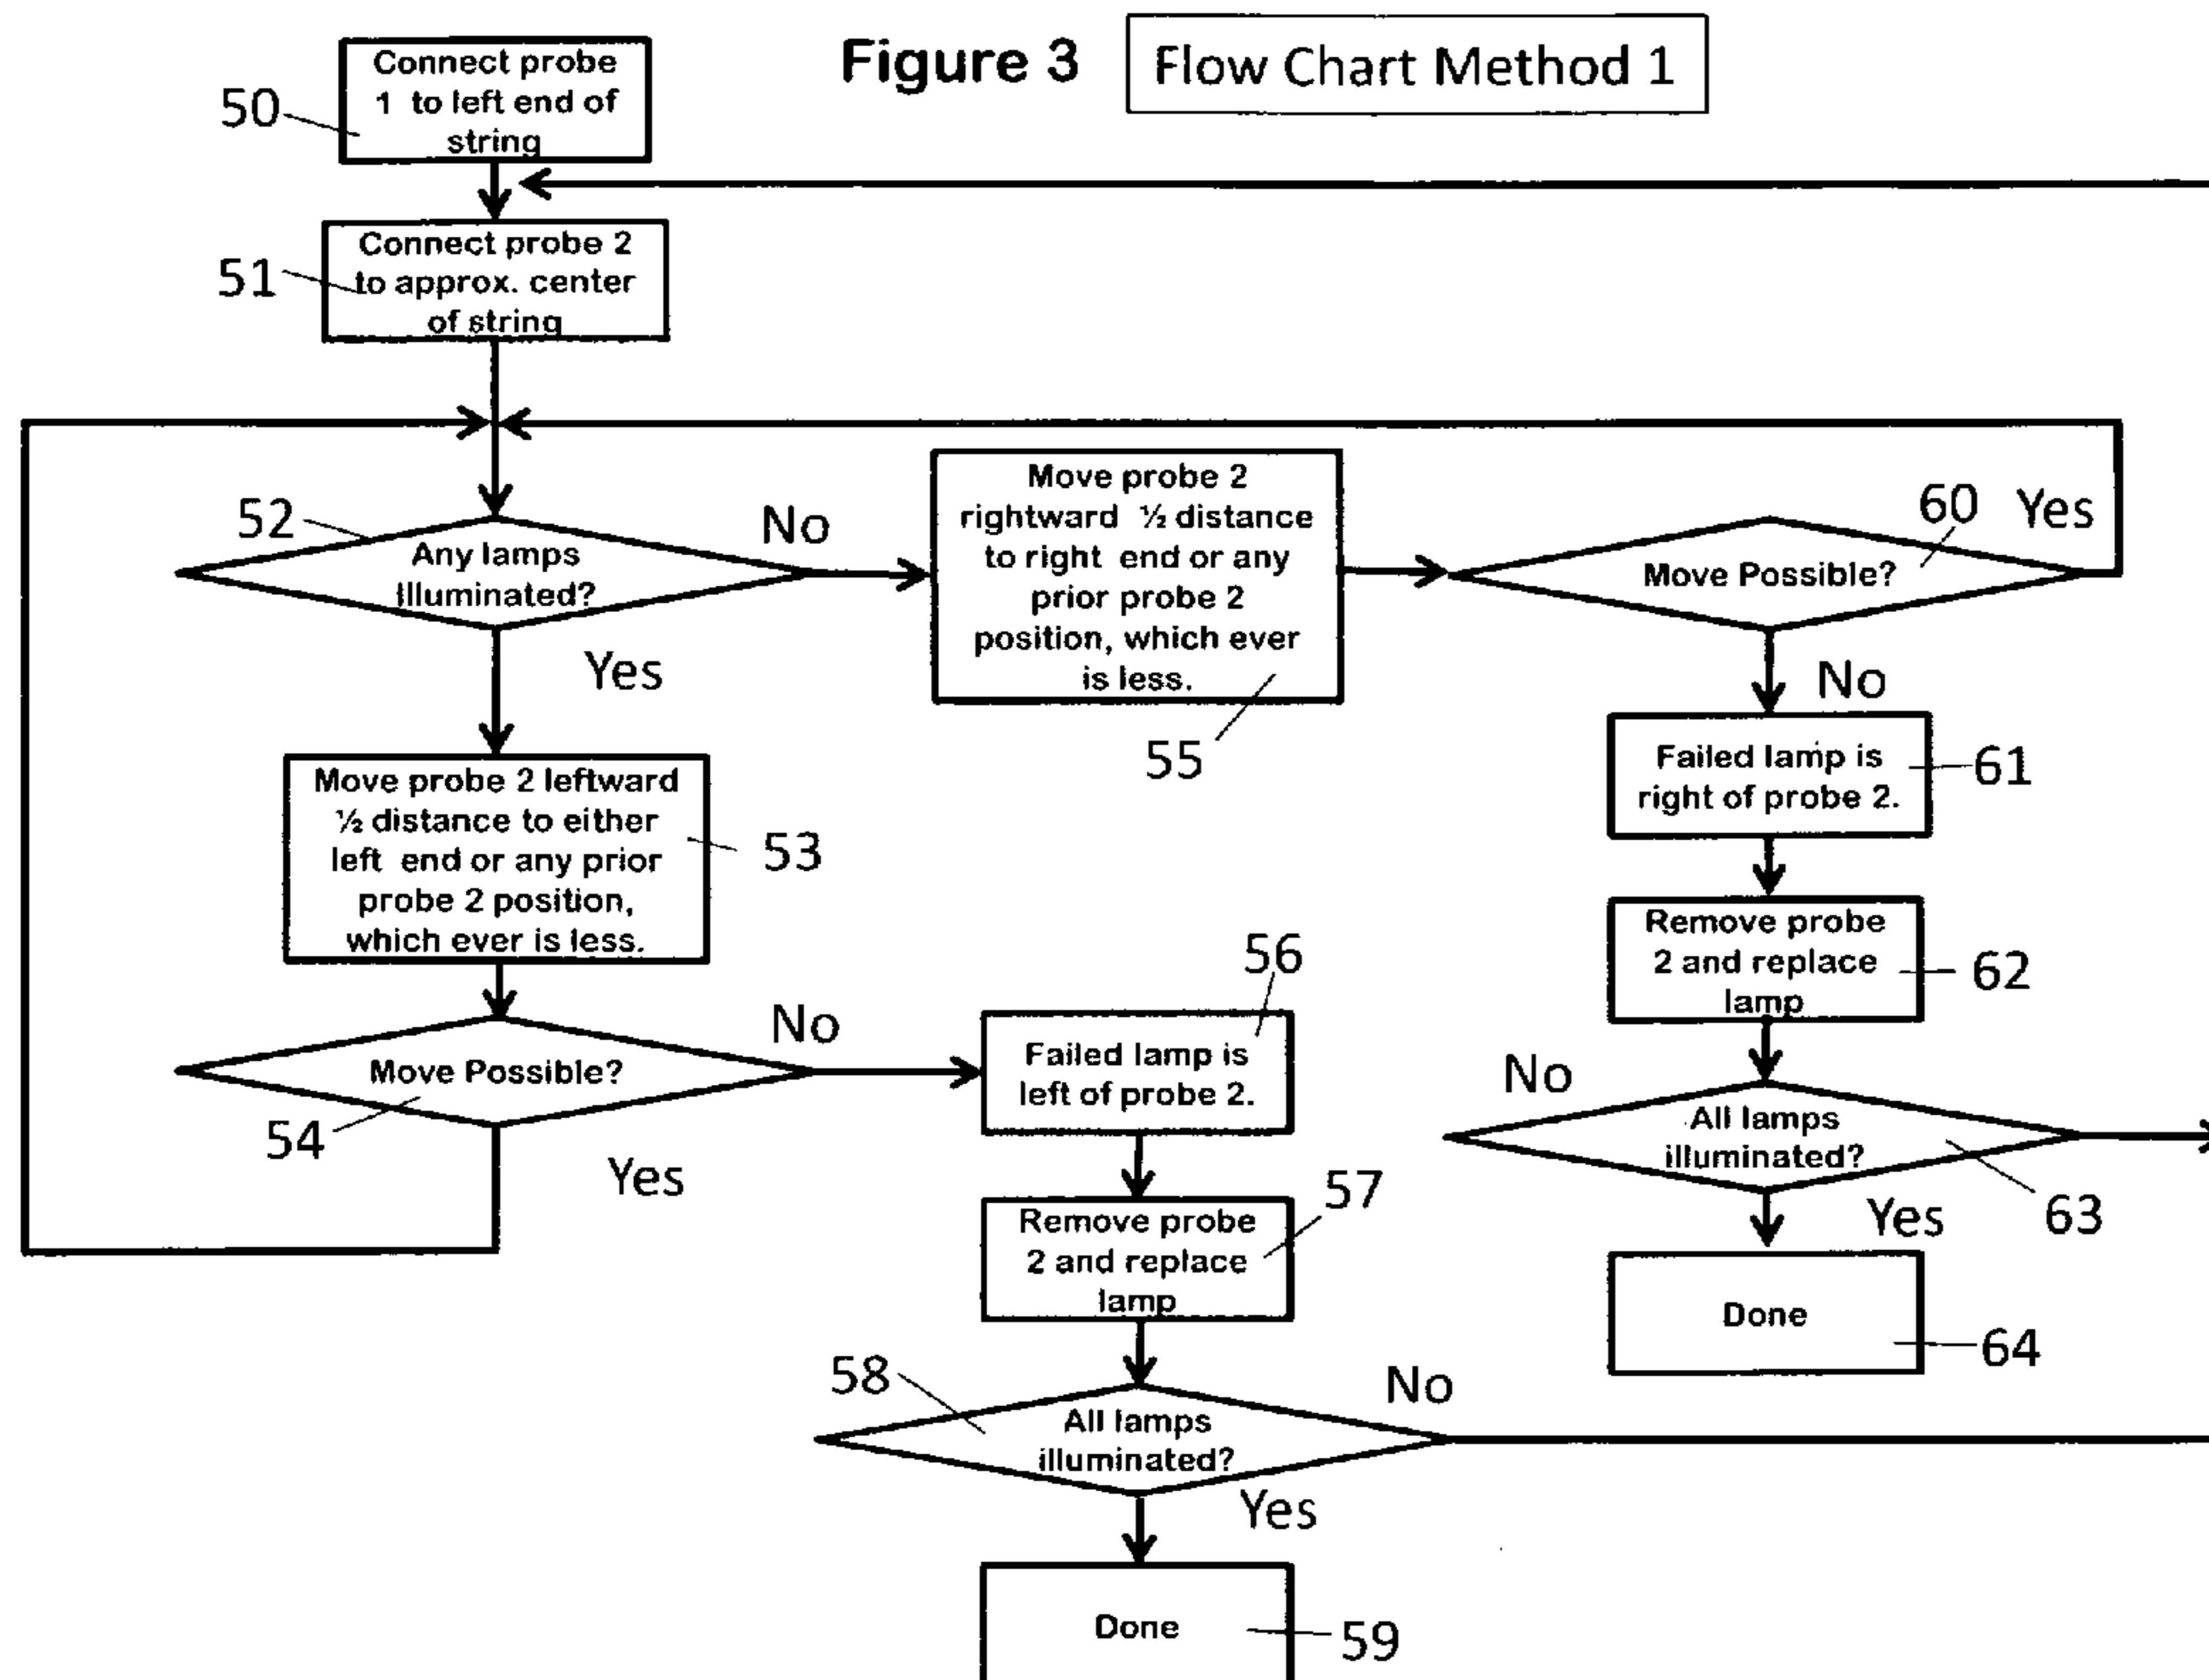 Figure 3
Flow Chart Method 1
Connect probe
1 to left end of
string
50
Connect probe 2
to approx. center
of string
51
52
Any lamps
illuminated?
No
Yes
Move probe 2
rightward ½ distance
to right end or any
prior probe 2
position, which ever
is less.
55
60
Yes
Move Possible?
No
Failed lamp is
right of probe 2.
61
Move probe 2 leftward
½ distance to either
left end or any prior
probe 2 position,
which ever is less.
53
Remove probe
2 and replace
lamp
62
Move Possible?
No
54
Yes
56
Failed lamp is
left of probe 2.
No
All lamps
illuminated?
63
Yes
57
Remove probe
2 and replace
lamp
Done
64
58
All lamps
illuminated?
No
Yes
Done
59